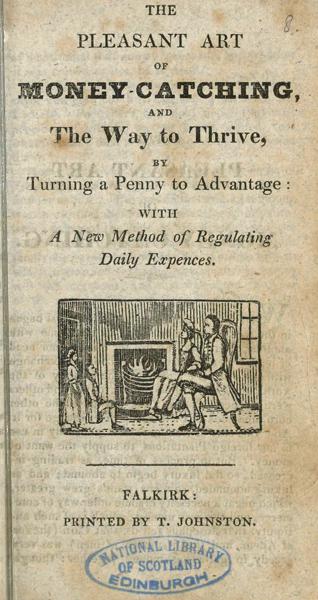 8.
THE
PLEASANT ART
OF
MONEY-CATCHING,
AND
The Way to Thrive,
BY
Turning a Penny to Advantage:
WITH
A New Method of Regulating
Daily Expences.
FALKIRK:
PRINTED BY T. JOHNSTON.
NATIONAL LIBRARY
OF SCOTLAND
EDINBURGH